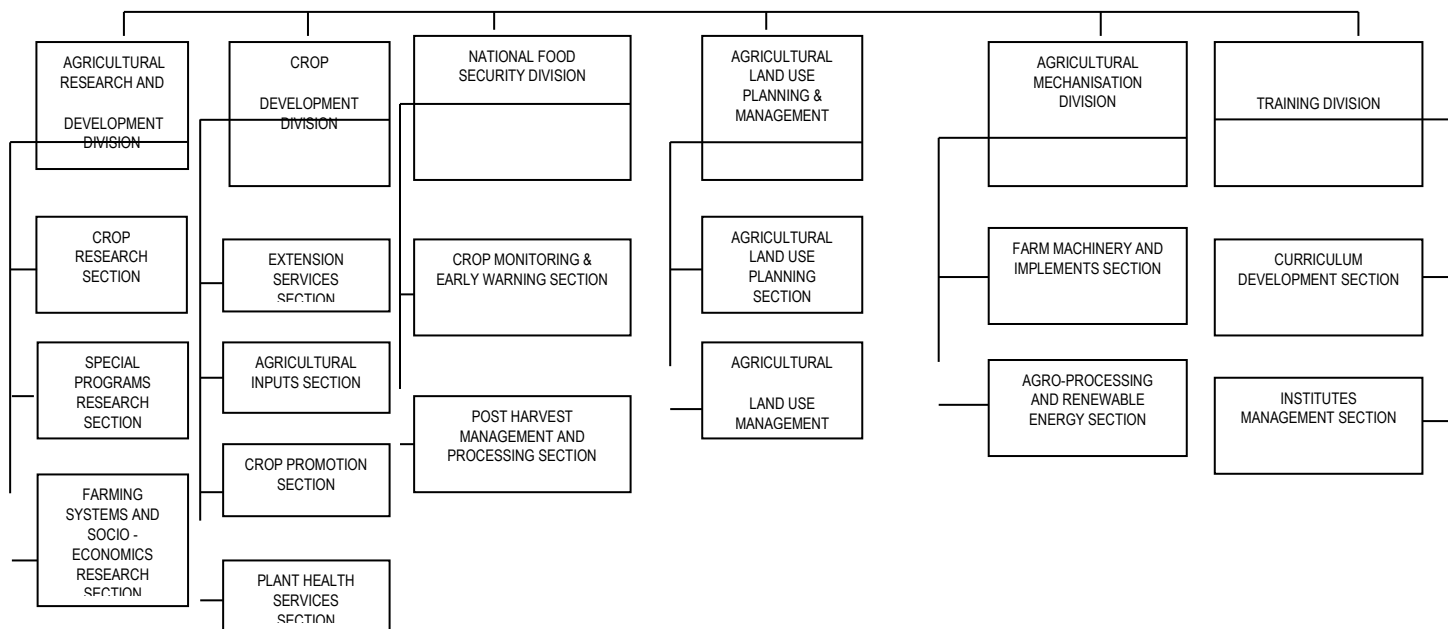 AGRICULTURAL
RESEARCH AND
DEVELOPMENT
DIVISION
CROP
DEVELOPMENT
DIVISION
NATIONAL FOOD
SECURITY DIVISION
AGRICULTURAL
LAND USE
PLANNING &
MANAGEMENT
AGRICULTURAL
MECHANISATION
DIVISION
TRAINING DIVISION
CROP
RESEARCH
SECTION
SPECIAL
PROGRAMS
RESEARCH
SECTION
FARMING
SYSTEMS AND
SOCIO -
ECONOMICS
RESEARCH
SECTION
EXTENSION
SERVICES
SECTION
AGRICULTURAL
INPUTS SECTION
CROP PROMOTION
SECTION
PLANT HEALTH
SERVICES
SECTION
CROP MONITORING &
EARLY WARNING SECTION
POST HARVEST
MANAGEMENT AND
PROCESSING SECTION
AGRICULTURAL
LAND USE
PLANNING
SECTION
AGRICULTURAL
LAND USE
MANAGEMENT
FARM MACHINERY AND
IMPLEMENTS SECTION
AGRO-PROCESSING
AND RENEWABLE
ENERGY SECTION
CURRICULUM
DEVELOPMENT SECTION
INSTITUTES
MANAGEMENT SECTION